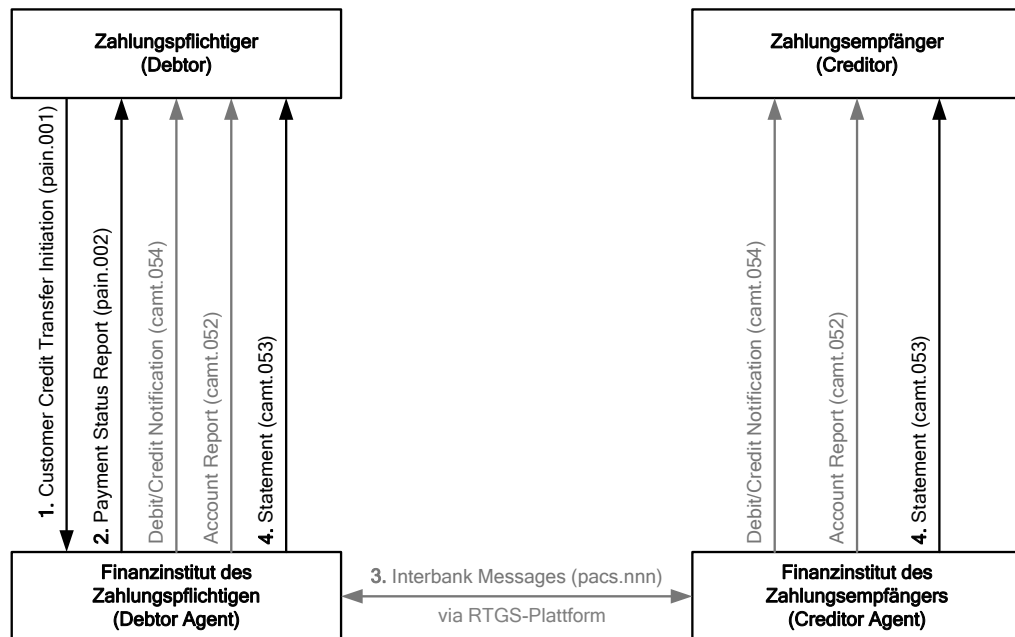 Zahlungspflichtiger
(Debtor)
Zahlungsempfänger
(Creditor)
1. Customer Credit Transfer Initiation (pain.001)
2. Payment Status Report (pain.002)
Debit/Credit Notification (camt.054)
Account Report (camt.052)
4. Statement (camt.053)
Debit/Credit Notification (camt.054)
Account Report (camt.052)
4. Statement (camt.053)
Finanzinstitut des
Zahlungspflichtigen
(Debtor Agent)
3. Interbank Messages (pacs.nnn)
via RTGS-Plattform
Finanzinstitut des
Zahlungsempfängers
(Creditor Agent)